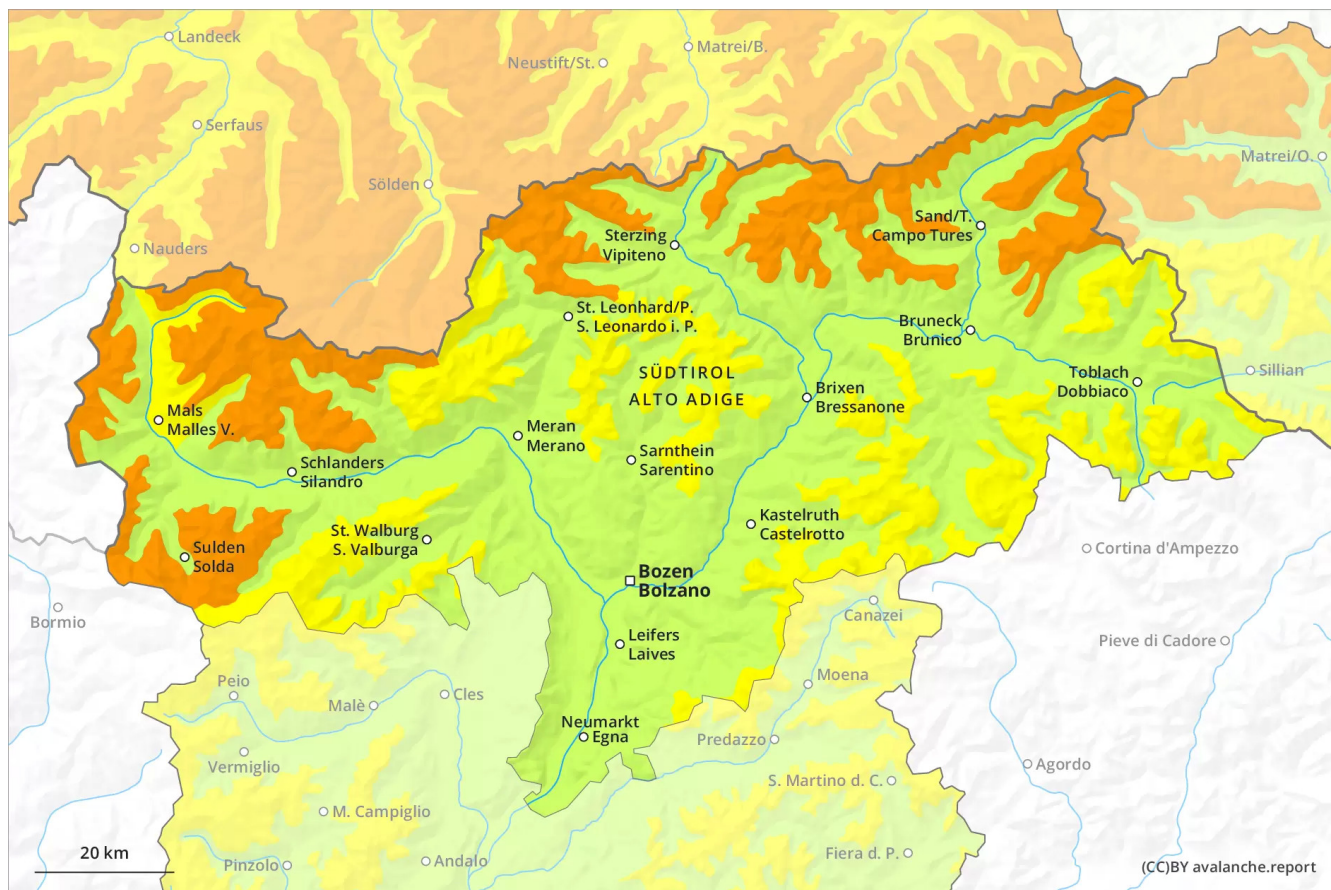 Landeck
Matrei/B.
Neustift/St.
Serfaus
Matrei/O.
Sölden
Sand/T.
Campo Tures
Sterzing
Vipiteno
Nauders
St. Leonhard/P.
S. Leonardo i. P.
Bruneck
Brunico
SÜDTIROL
ALTO ADIGE
Toblach
Dobbiaco
Sillian
Brixen
Bressanone
Mals
Malles V.
Meran
Merano
Sarnthein
Sarentino
Schlanders
Silandro
Kastelruth
Castelrotto
St. Walburg
S. Valburga
Sulden
Solda
Cortina d'Ampezzo
Bozen
Bolzano
Bormio
Canazei
Leifers
Laives
Pieve di Cadore
Peio
Moena
Malè
Cles
Neumarkt
Egna
Predazzo
Vermiglio
Agordo
S. Martino d. C.
M. Campiglio
20 km
Pinzolo
Andalo
Fiera d. P.
(CC)BY avalanche.report